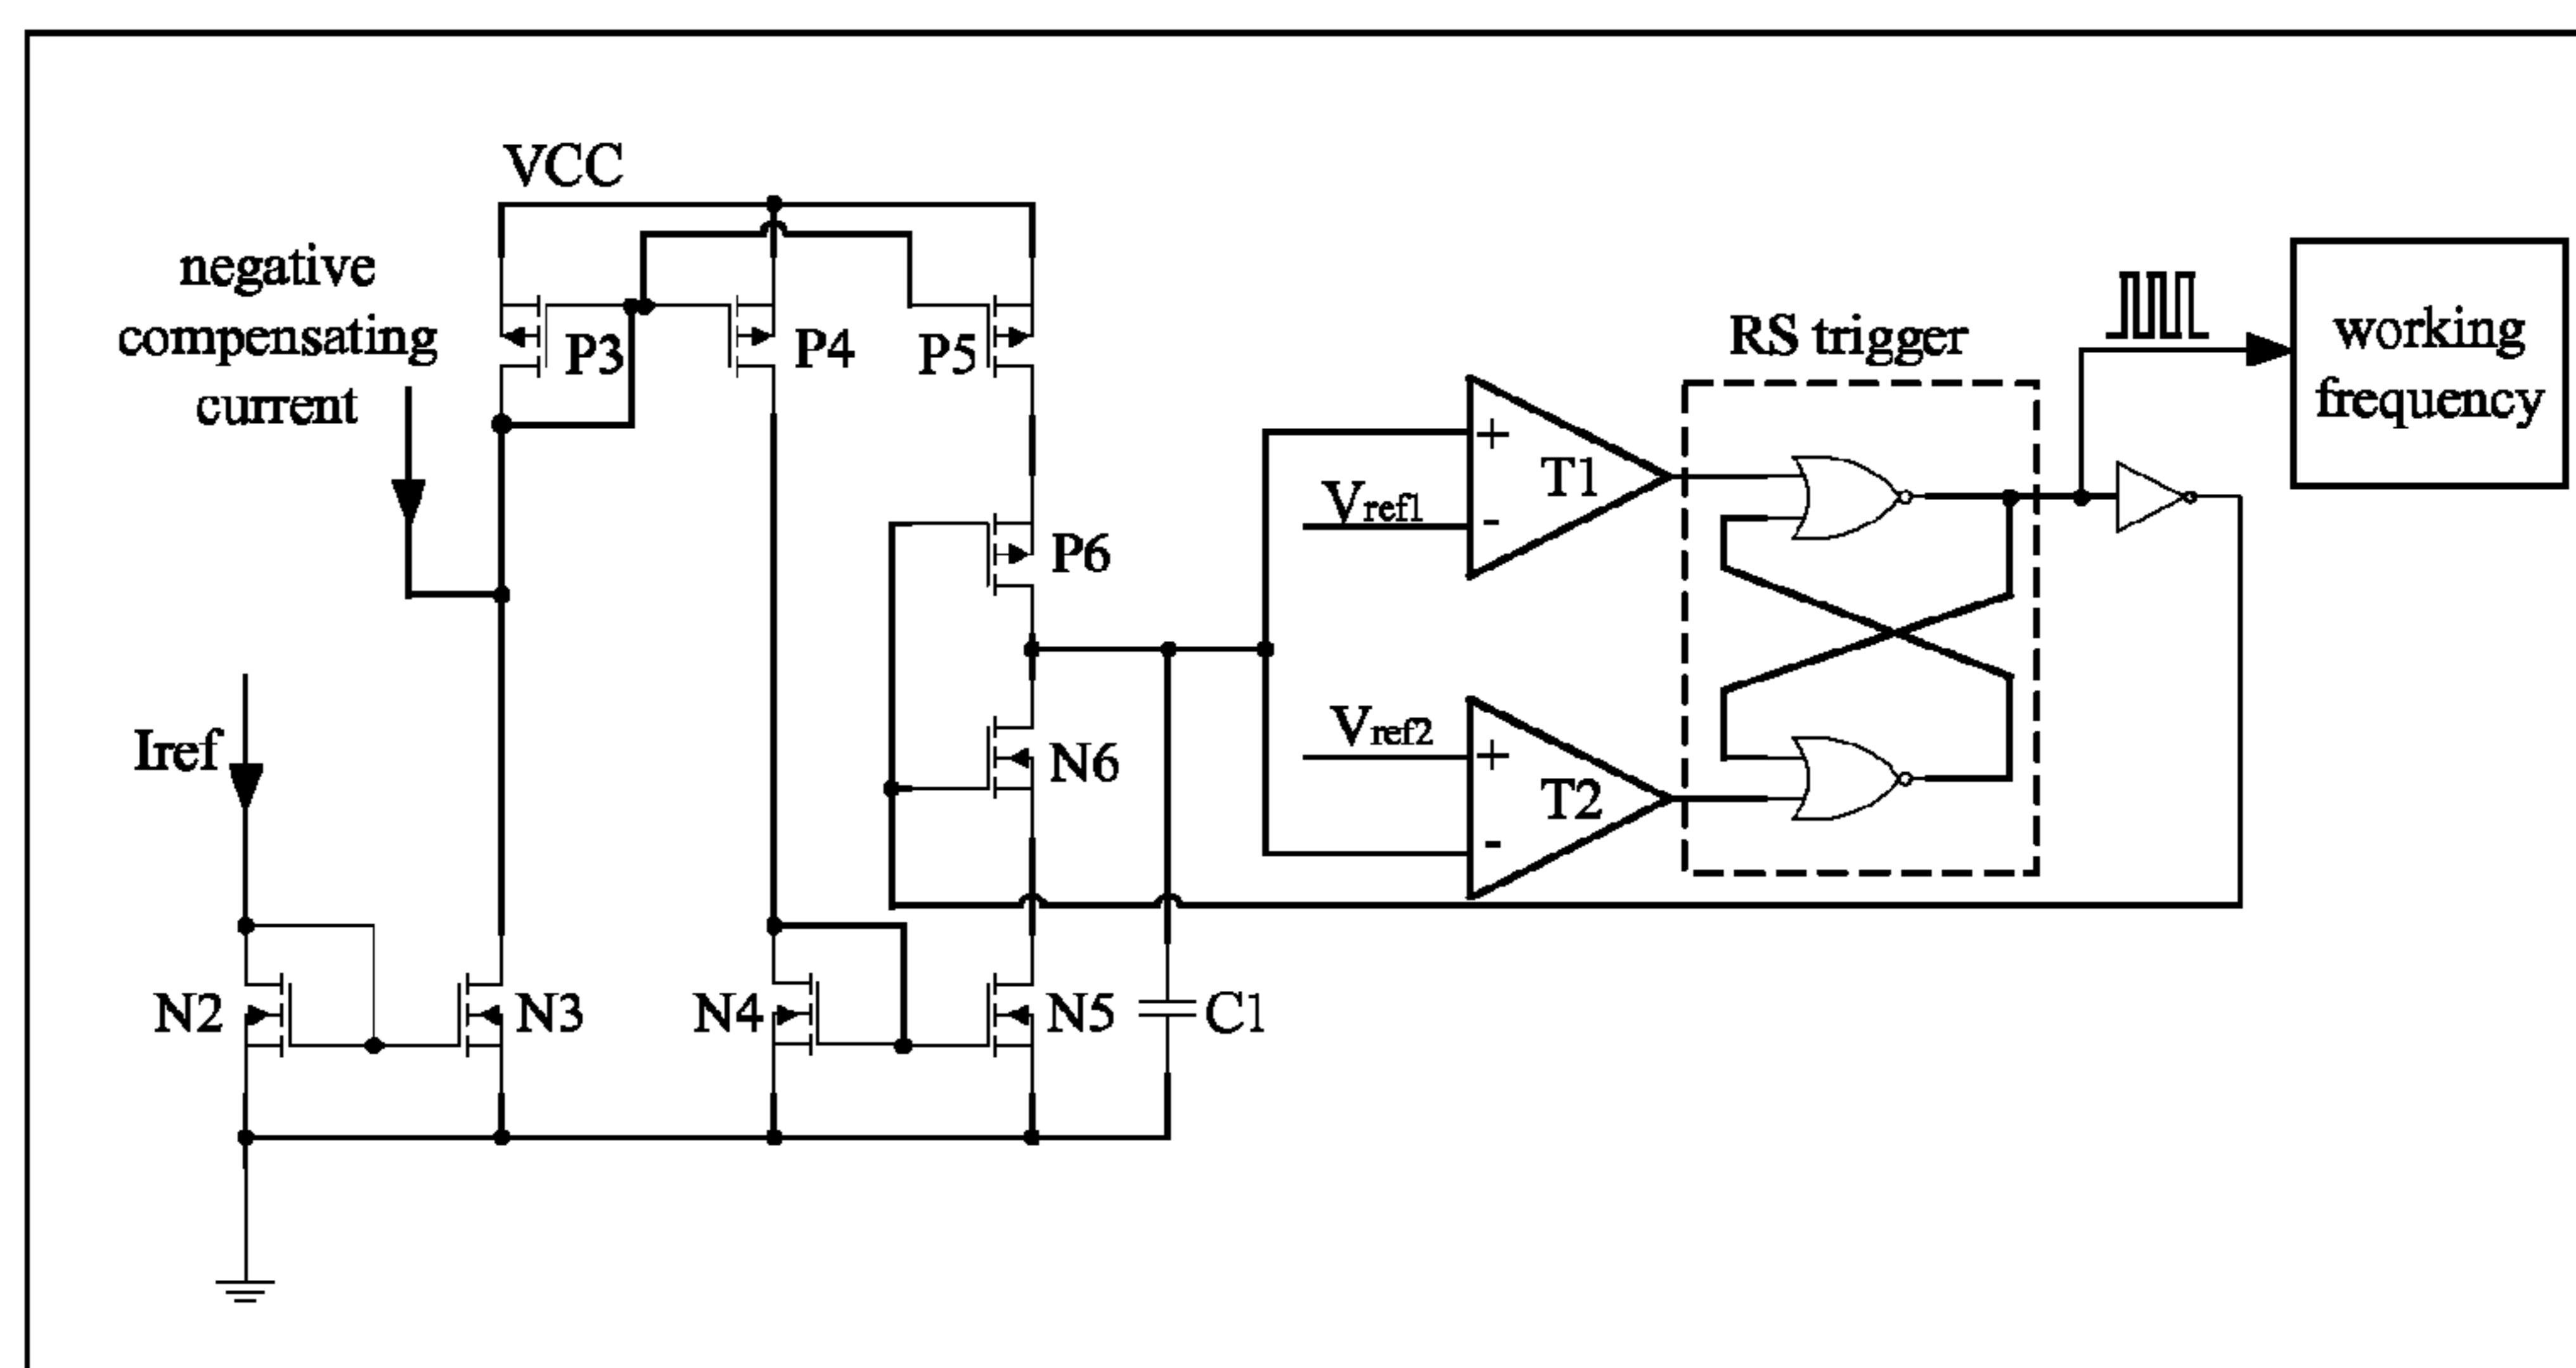 VCC
negative
compensating
current
P3
P4
P5
P6
Iref
N6
N2
N3
N4
N5
C1
Vref1
Vref2
+
T1
-
+
T2
-
RS trigger
working
frequency